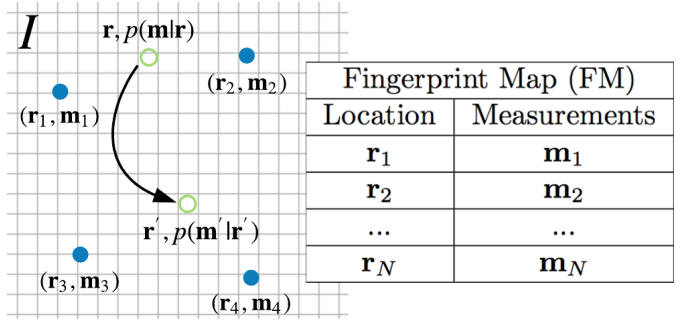 I
𝐫, p(𝐦|𝐫)
(𝐫₁, 𝐦₁)
(𝐫₂, 𝐦₂)
𝐫′, p(𝐦′|𝐫′)
(𝐫₃, 𝐦₃)
(𝐫₄, 𝐦₄)
Fingerprint Map (FM)
Location Measurements
𝐫₁ 𝐦₁
𝐫₂ 𝐦₂
... ...
𝐫_N 𝐦_N